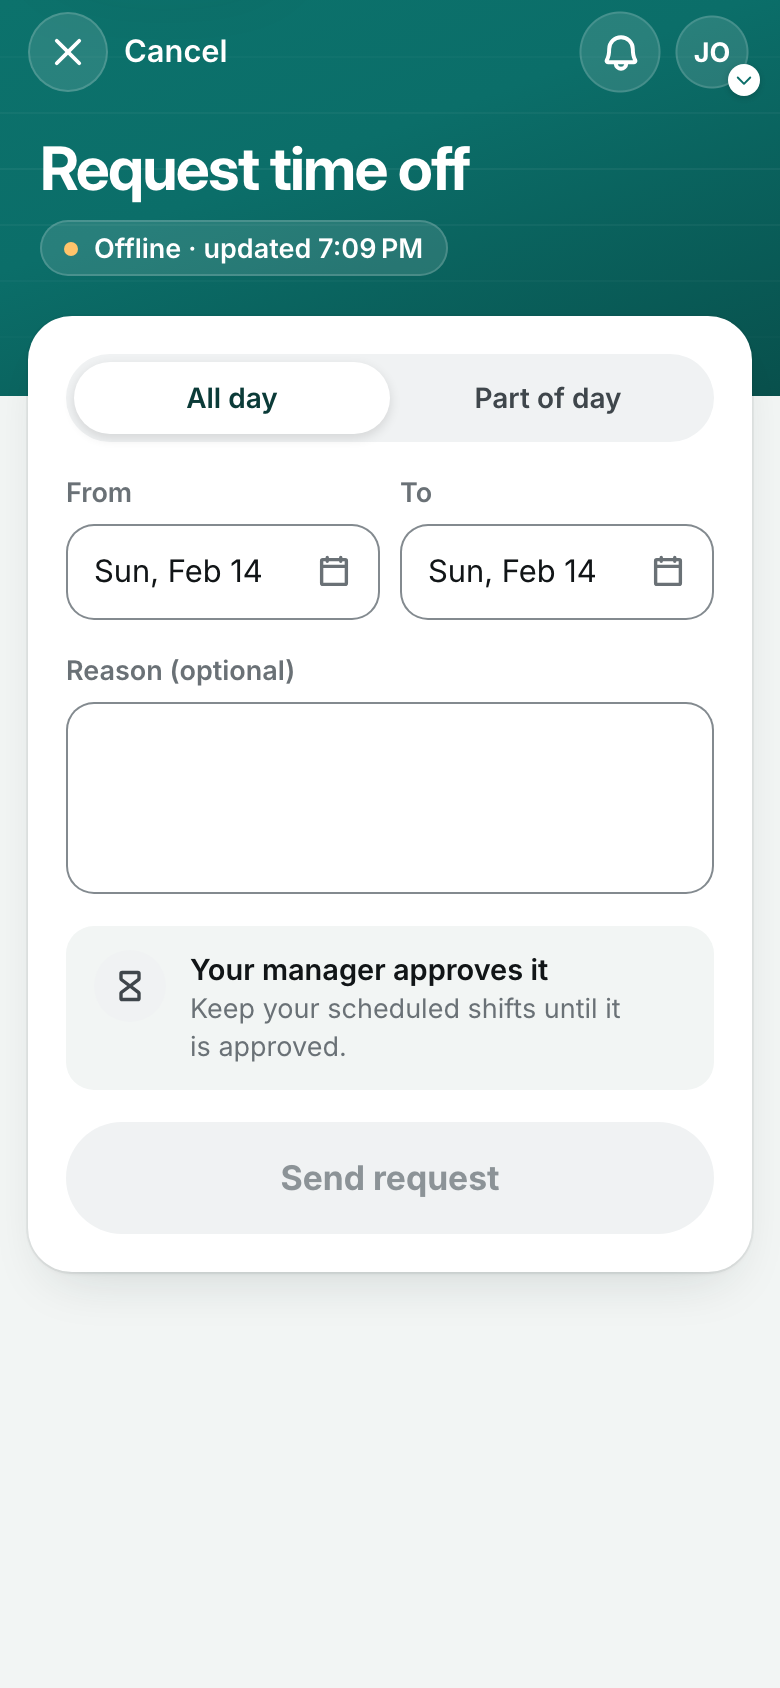 Cancel
JO
Request time off
Offline · updated 7:09 PM
All day
Part of day
From
To
Sun, Feb 14
Sun, Feb 14
Reason (optional)
Your manager approves it
Keep your scheduled shifts until it
is approved.
Send request